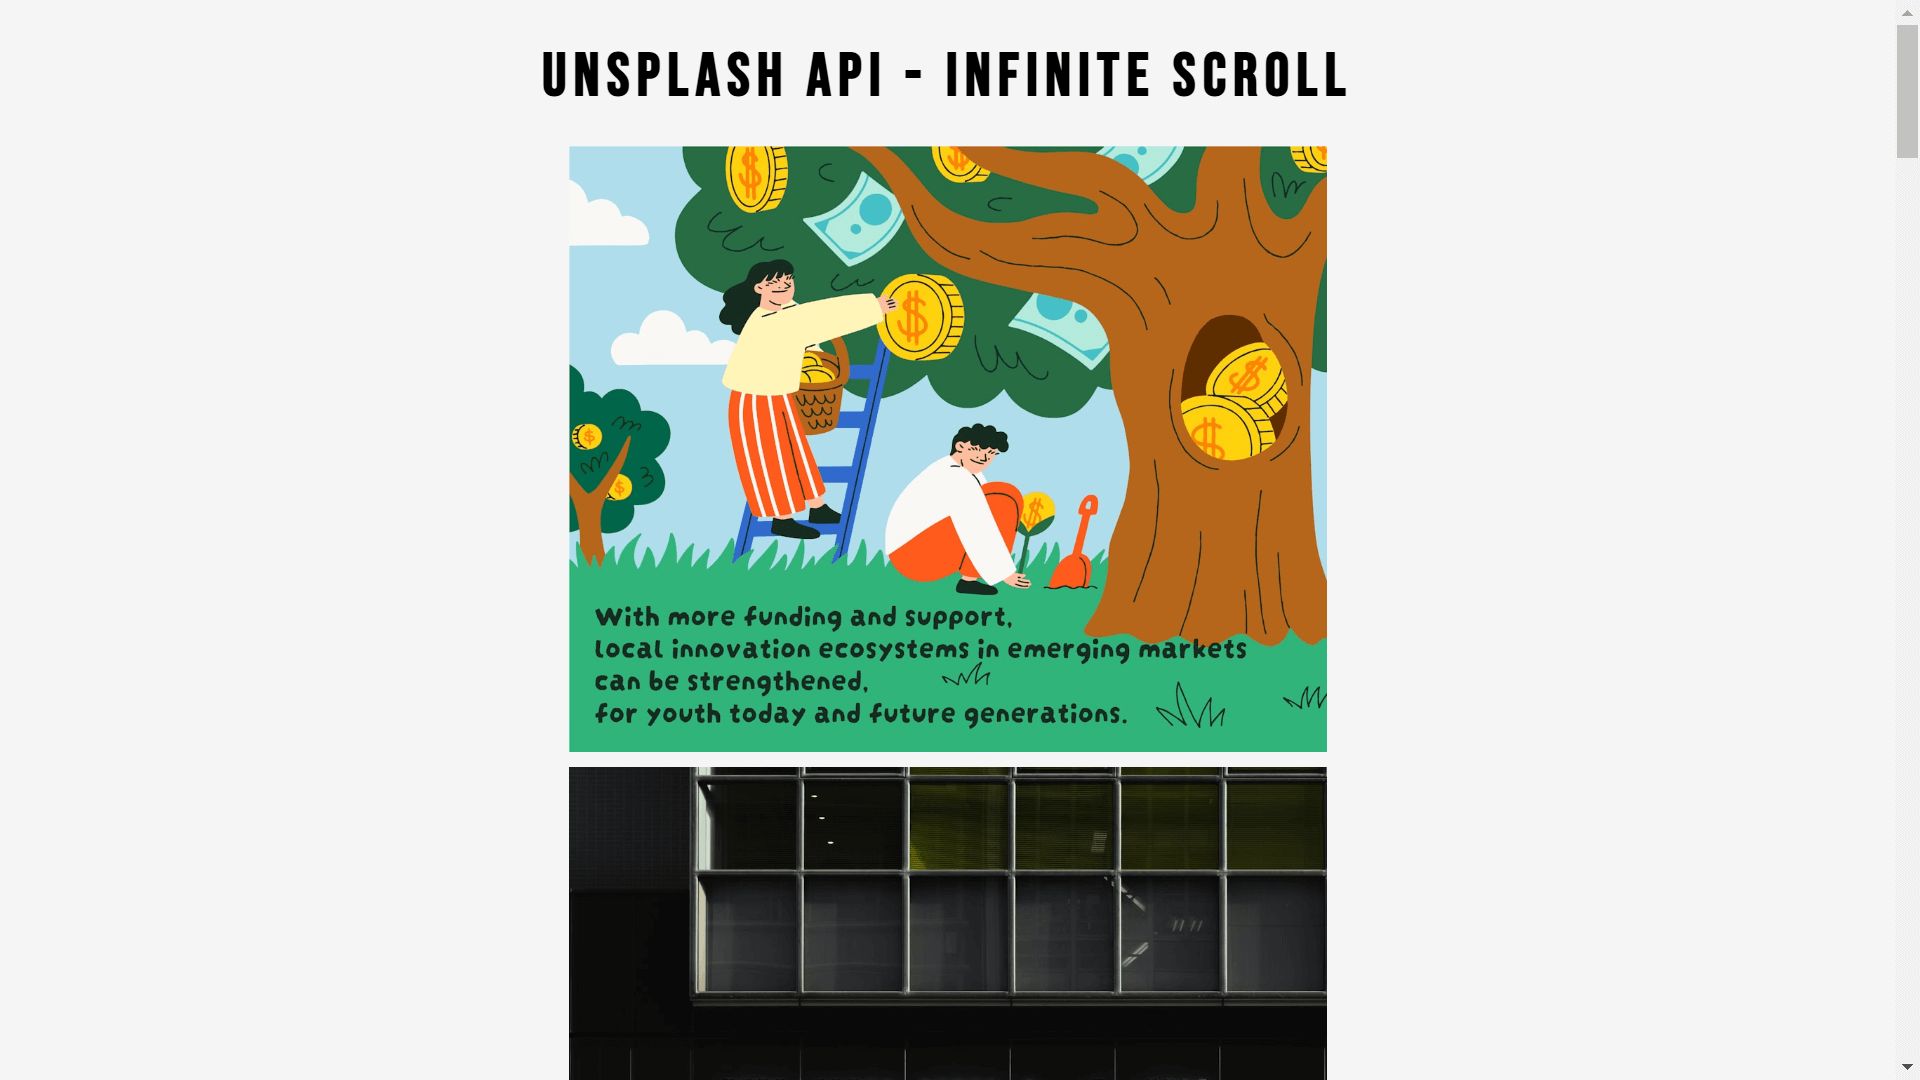 UNSPLASH API - INFINITE SCROLL
With more funding and support,
local innovation ecosystems in emerging markets
can be strengthened,
for youth today and future generations.